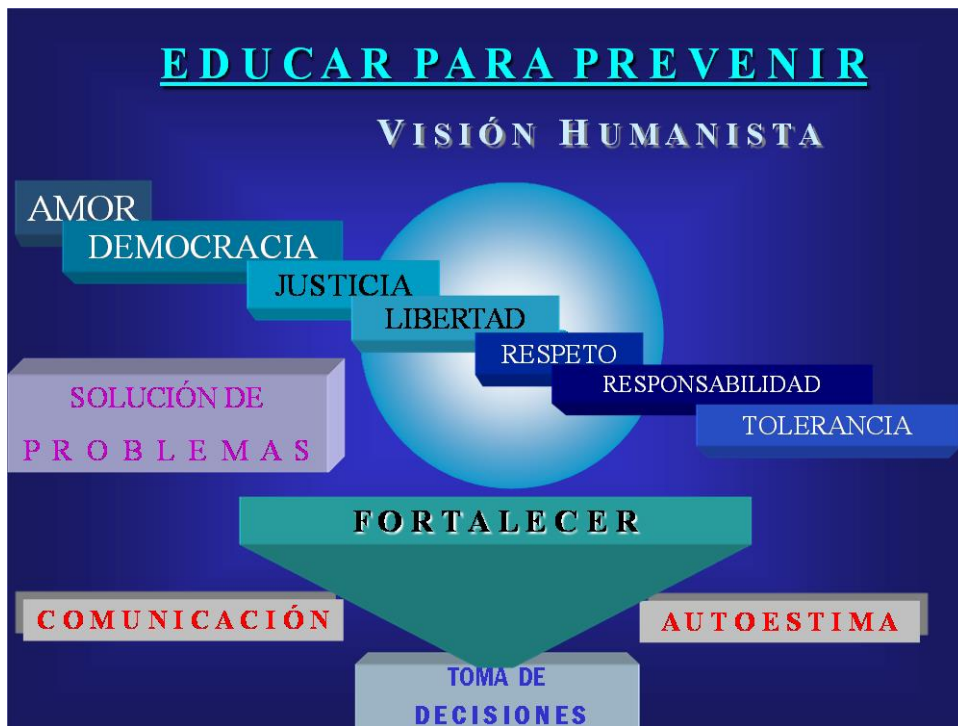 EDUCAR PARA PREVENIR
VISIÓN HUMANISTA
AMOR
DEMOCRACIA
JUSTICIA
LIBERTAD
RESPETO
RESPONSABILIDAD
TOLERANCIA
SOLUCIÓN DE
PROBLEMAS
FORTALECER
COMUNICACIÓN
AUTOESTIMA
TOMA DE
DECISIONES